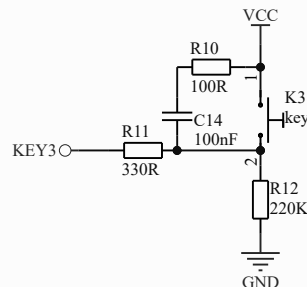 VCC
R10
1
100R
K3
key
C14
R11
100nF
KEY3
330R
2
R12
220K
GND